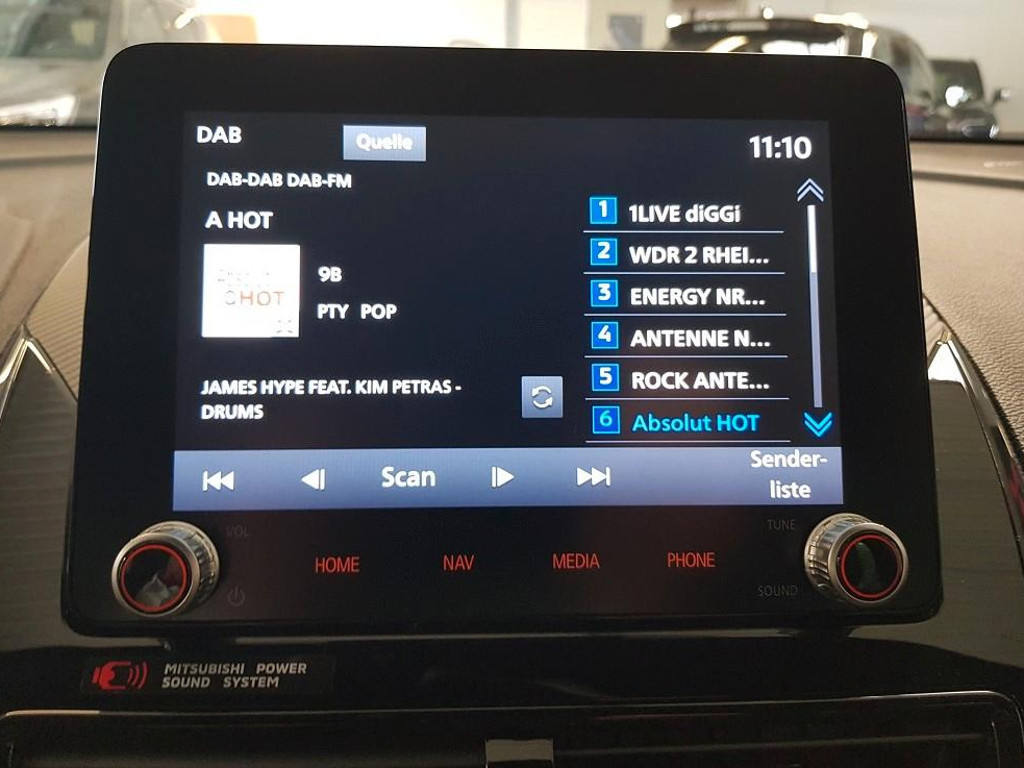 DAB
Quelle
11:10
DAB-DAB DAB-FM
A HOT
HOT
9B
PTY POP
JAMES HYPE FEAT. KIM PETRAS -
DRUMS
1 1LIVE diGGi
2 WDR 2 RHEI...
3 ENERGY NR...
4 ANTENNE N...
5 ROCK ANTE...
6 Absolut HOT
Scan
Sender-
liste
VOL
TUNE
HOME
NAV
MEDIA
PHONE
SOUND
MITSUBISHI POWER
SOUND SYSTEM